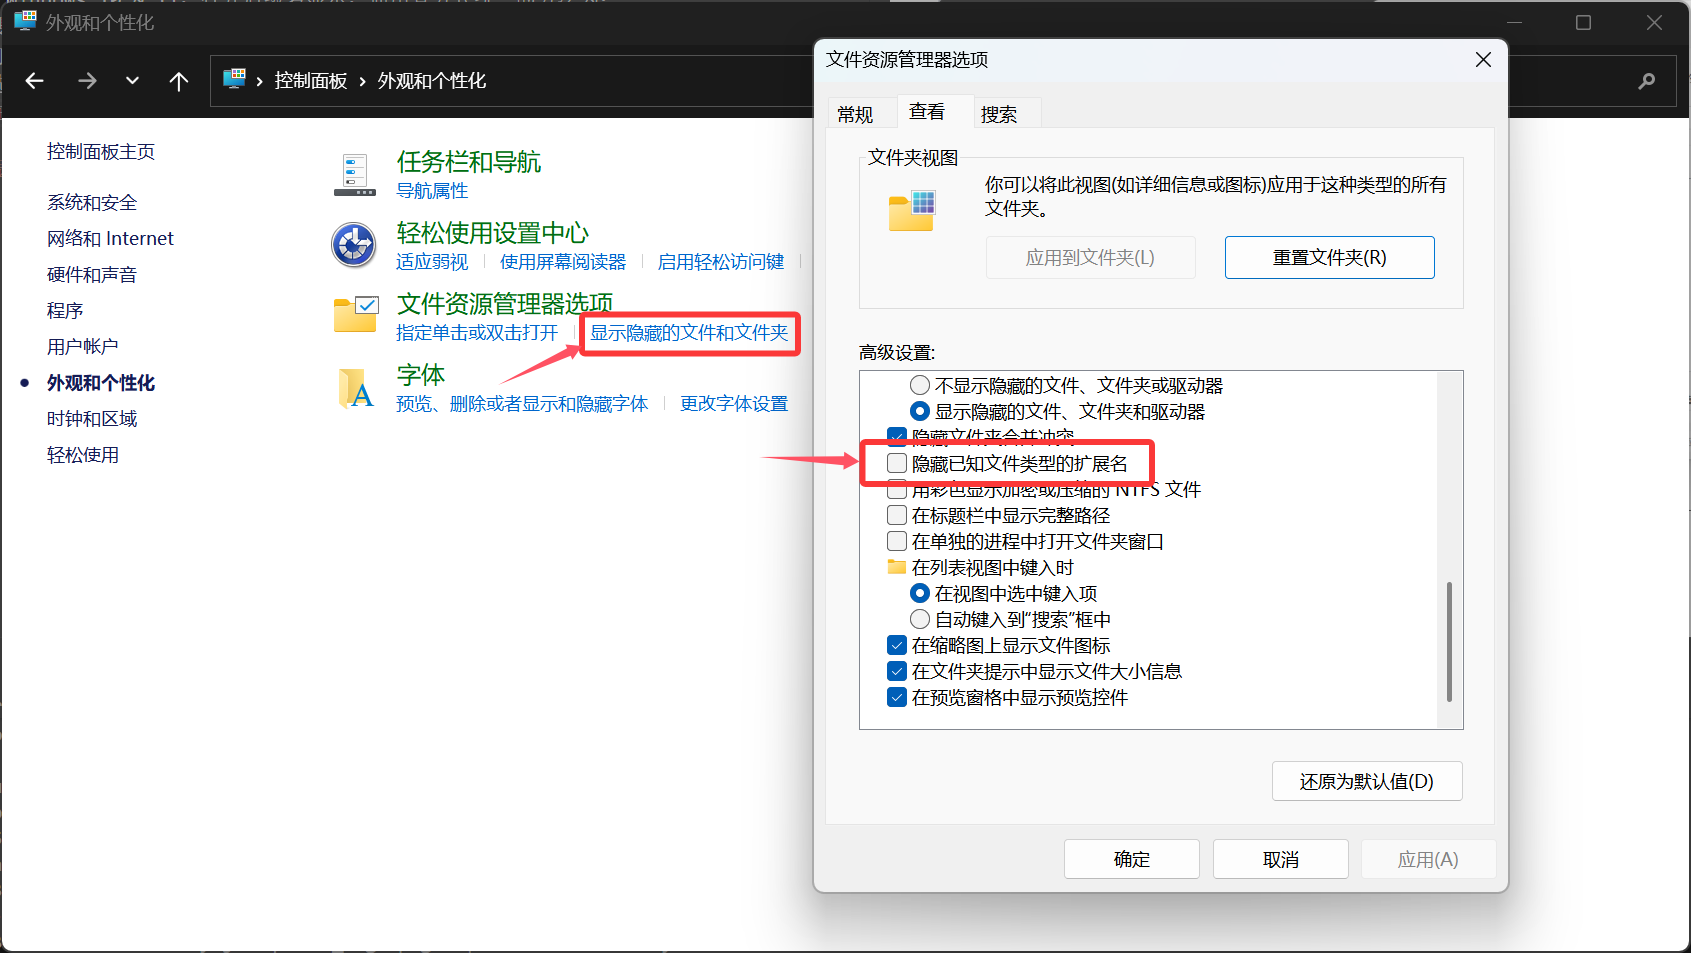 外观和个性化
控制面板 › 外观和个性化
控制面板主页
系统和安全
网络和 Internet
硬件和声音
程序
用户帐户
外观和个性化
时钟和区域
轻松使用
任务栏和导航
导航属性
轻松使用设置中心
适应弱视 使用屏幕阅读器 启用轻松访问键
文件资源管理器选项
指定单击或双击打开 显示隐藏的文件和文件夹
字体
预览、删除或者显示和隐藏字体 更改字体设置
文件资源管理器选项
常规 查看 搜索
文件夹视图
你可以将此视图(如详细信息或图标)应用于这种类型的所有
文件夹。
应用到文件夹(L) 重置文件夹(R)
高级设置:
不显示隐藏的文件、文件夹或驱动器
显示隐藏的文件、文件夹和驱动器
隐藏文件夹合并冲突
隐藏已知文件类型的扩展名
用彩色显示加密或压缩的 NTFS 文件
在标题栏中显示完整路径
在单独的进程中打开文件夹窗口
在列表视图中键入时
在视图中选中键入项
自动键入到“搜索”框中
在缩略图上显示文件图标
在文件夹提示中显示文件大小信息
在预览窗格中显示预览控件
还原为默认值(D)
确定 取消 应用(A)